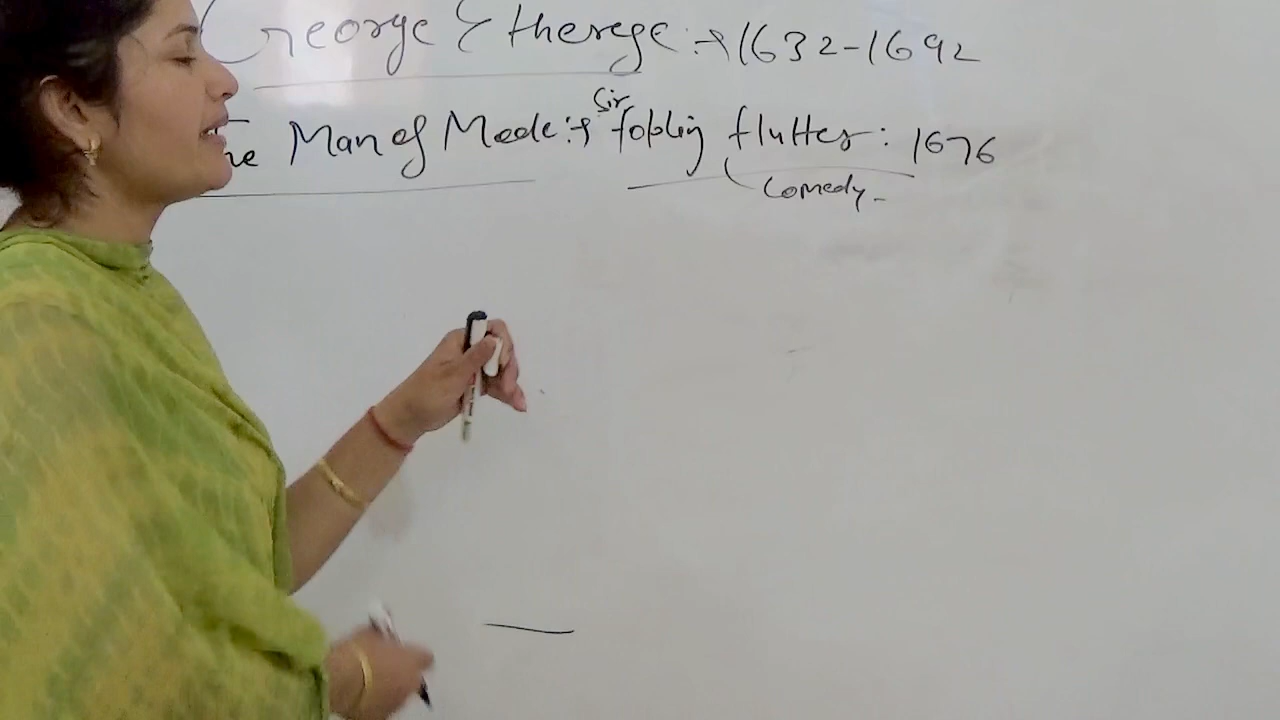 George Etherege :→ 1632-1692
The Man of Mode :→ Sir fopling flutter : 1676
Comedy -